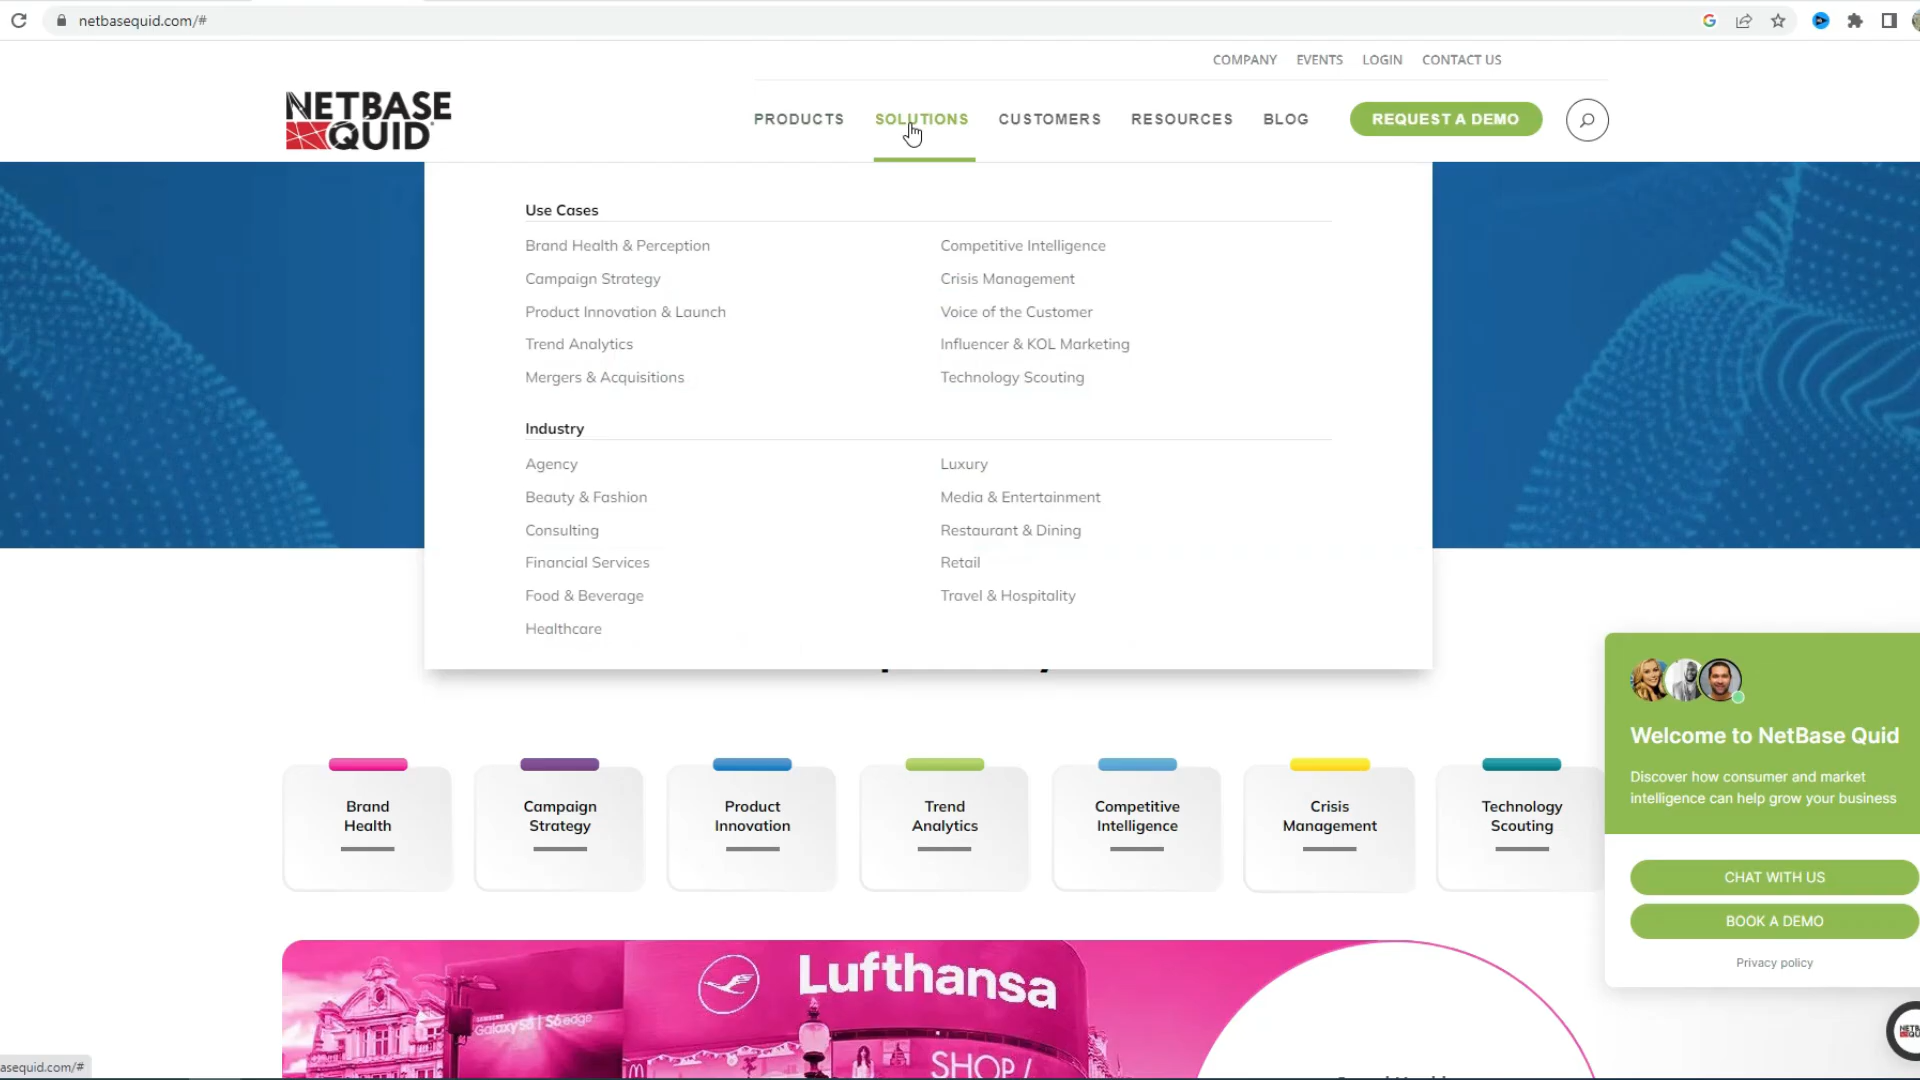 netbasequid.com/#
COMPANY EVENTS LOGIN CONTACT US
NETBASE
QUID
PRODUCTS SOLUTIONS CUSTOMERS RESOURCES BLOG REQUEST A DEMO
Use Cases
Brand Health & Perception
Competitive Intelligence
Campaign Strategy
Crisis Management
Product Innovation & Launch
Voice of the Customer
Trend Analytics
Influencer & KOL Marketing
Mergers & Acquisitions
Technology Scouting
Industry
Agency
Luxury
Beauty & Fashion
Media & Entertainment
Consulting
Restaurant & Dining
Financial Services
Retail
Food & Beverage
Travel & Hospitality
Healthcare
Brand
Health
Campaign
Strategy
Product
Innovation
Trend
Analytics
Competitive
Intelligence
Crisis
Management
Technology
Scouting
Welcome to NetBase Quid
Discover how consumer and market
intelligence can help grow your business
CHAT WITH US
BOOK A DEMO
Privacy policy
Lufthansa
SAMSUNG
Galaxy S6 | S6 edge
SHOP /
asequid.com/#